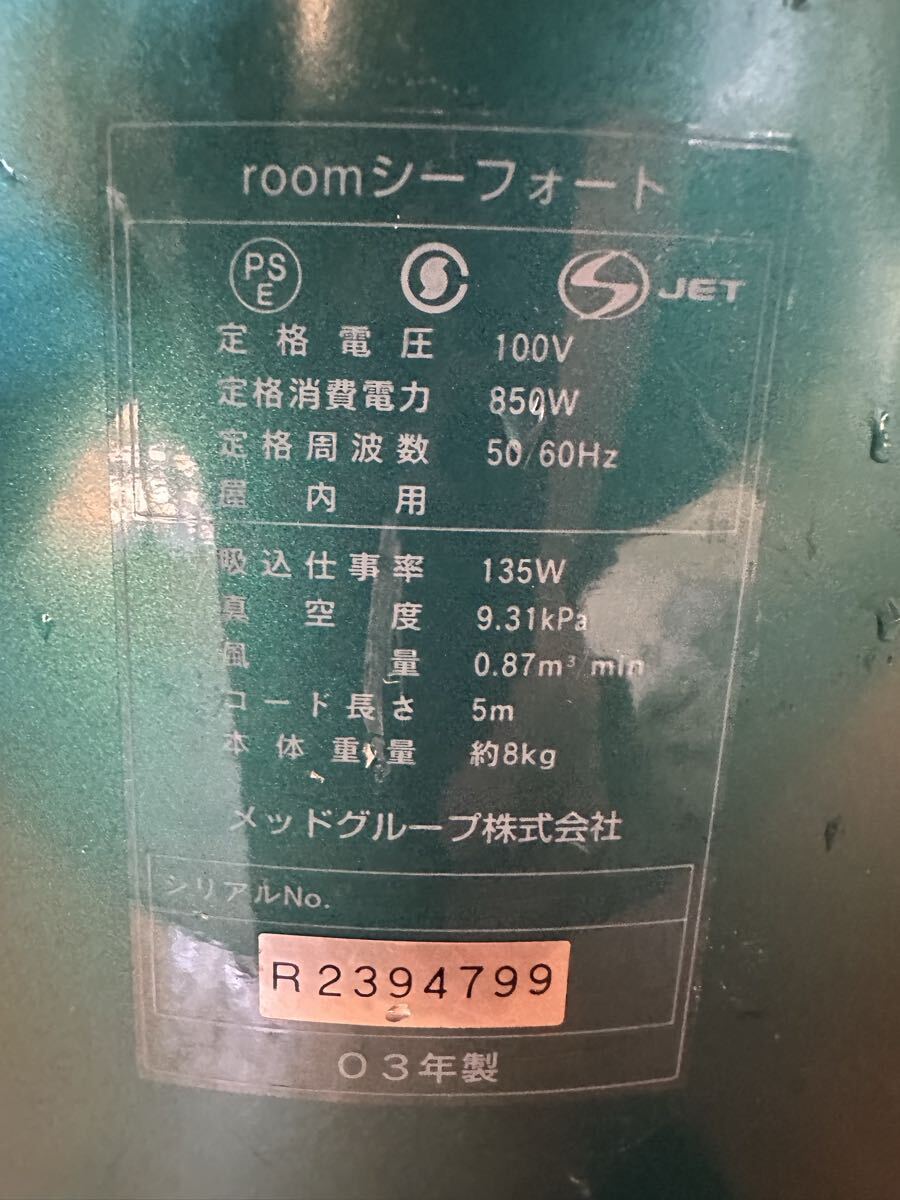 roomシーフォート
PS
E
JET
定格電圧 100V
定格消費電力 850W
定格周波数 50/60Hz
屋内用
吸込仕事率 135W
真空度 9.31kPa
風量 0.87m³ min
コード長さ 5m
本体重量 約8kg
メッドグループ株式会社
シリアルNo.
R2394799
03年製